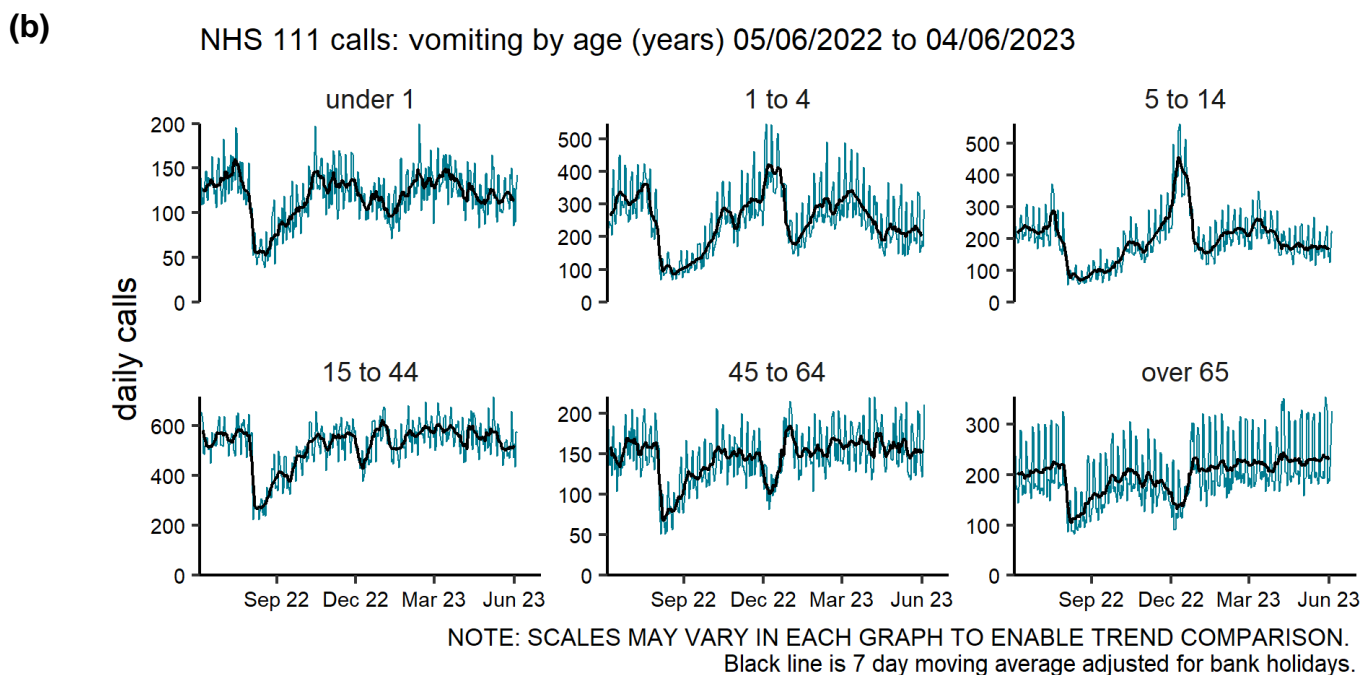 (b)
NHS 111 calls: vomiting by age (years) 05/06/2022 to 04/06/2023
daily calls
under 1
200
150
100
50
0
1 to 4
500
400
300
200
100
0
5 to 14
500
400
300
200
100
0
15 to 44
600
400
200
0
Sep 22 Dec 22 Mar 23 Jun 23
45 to 64
200
150
100
50
0
Sep 22 Dec 22 Mar 23 Jun 23
over 65
300
200
100
0
Sep 22 Dec 22 Mar 23 Jun 23
NOTE: SCALES MAY VARY IN EACH GRAPH TO ENABLE TREND COMPARISON.
Black line is 7 day moving average adjusted for bank holidays.